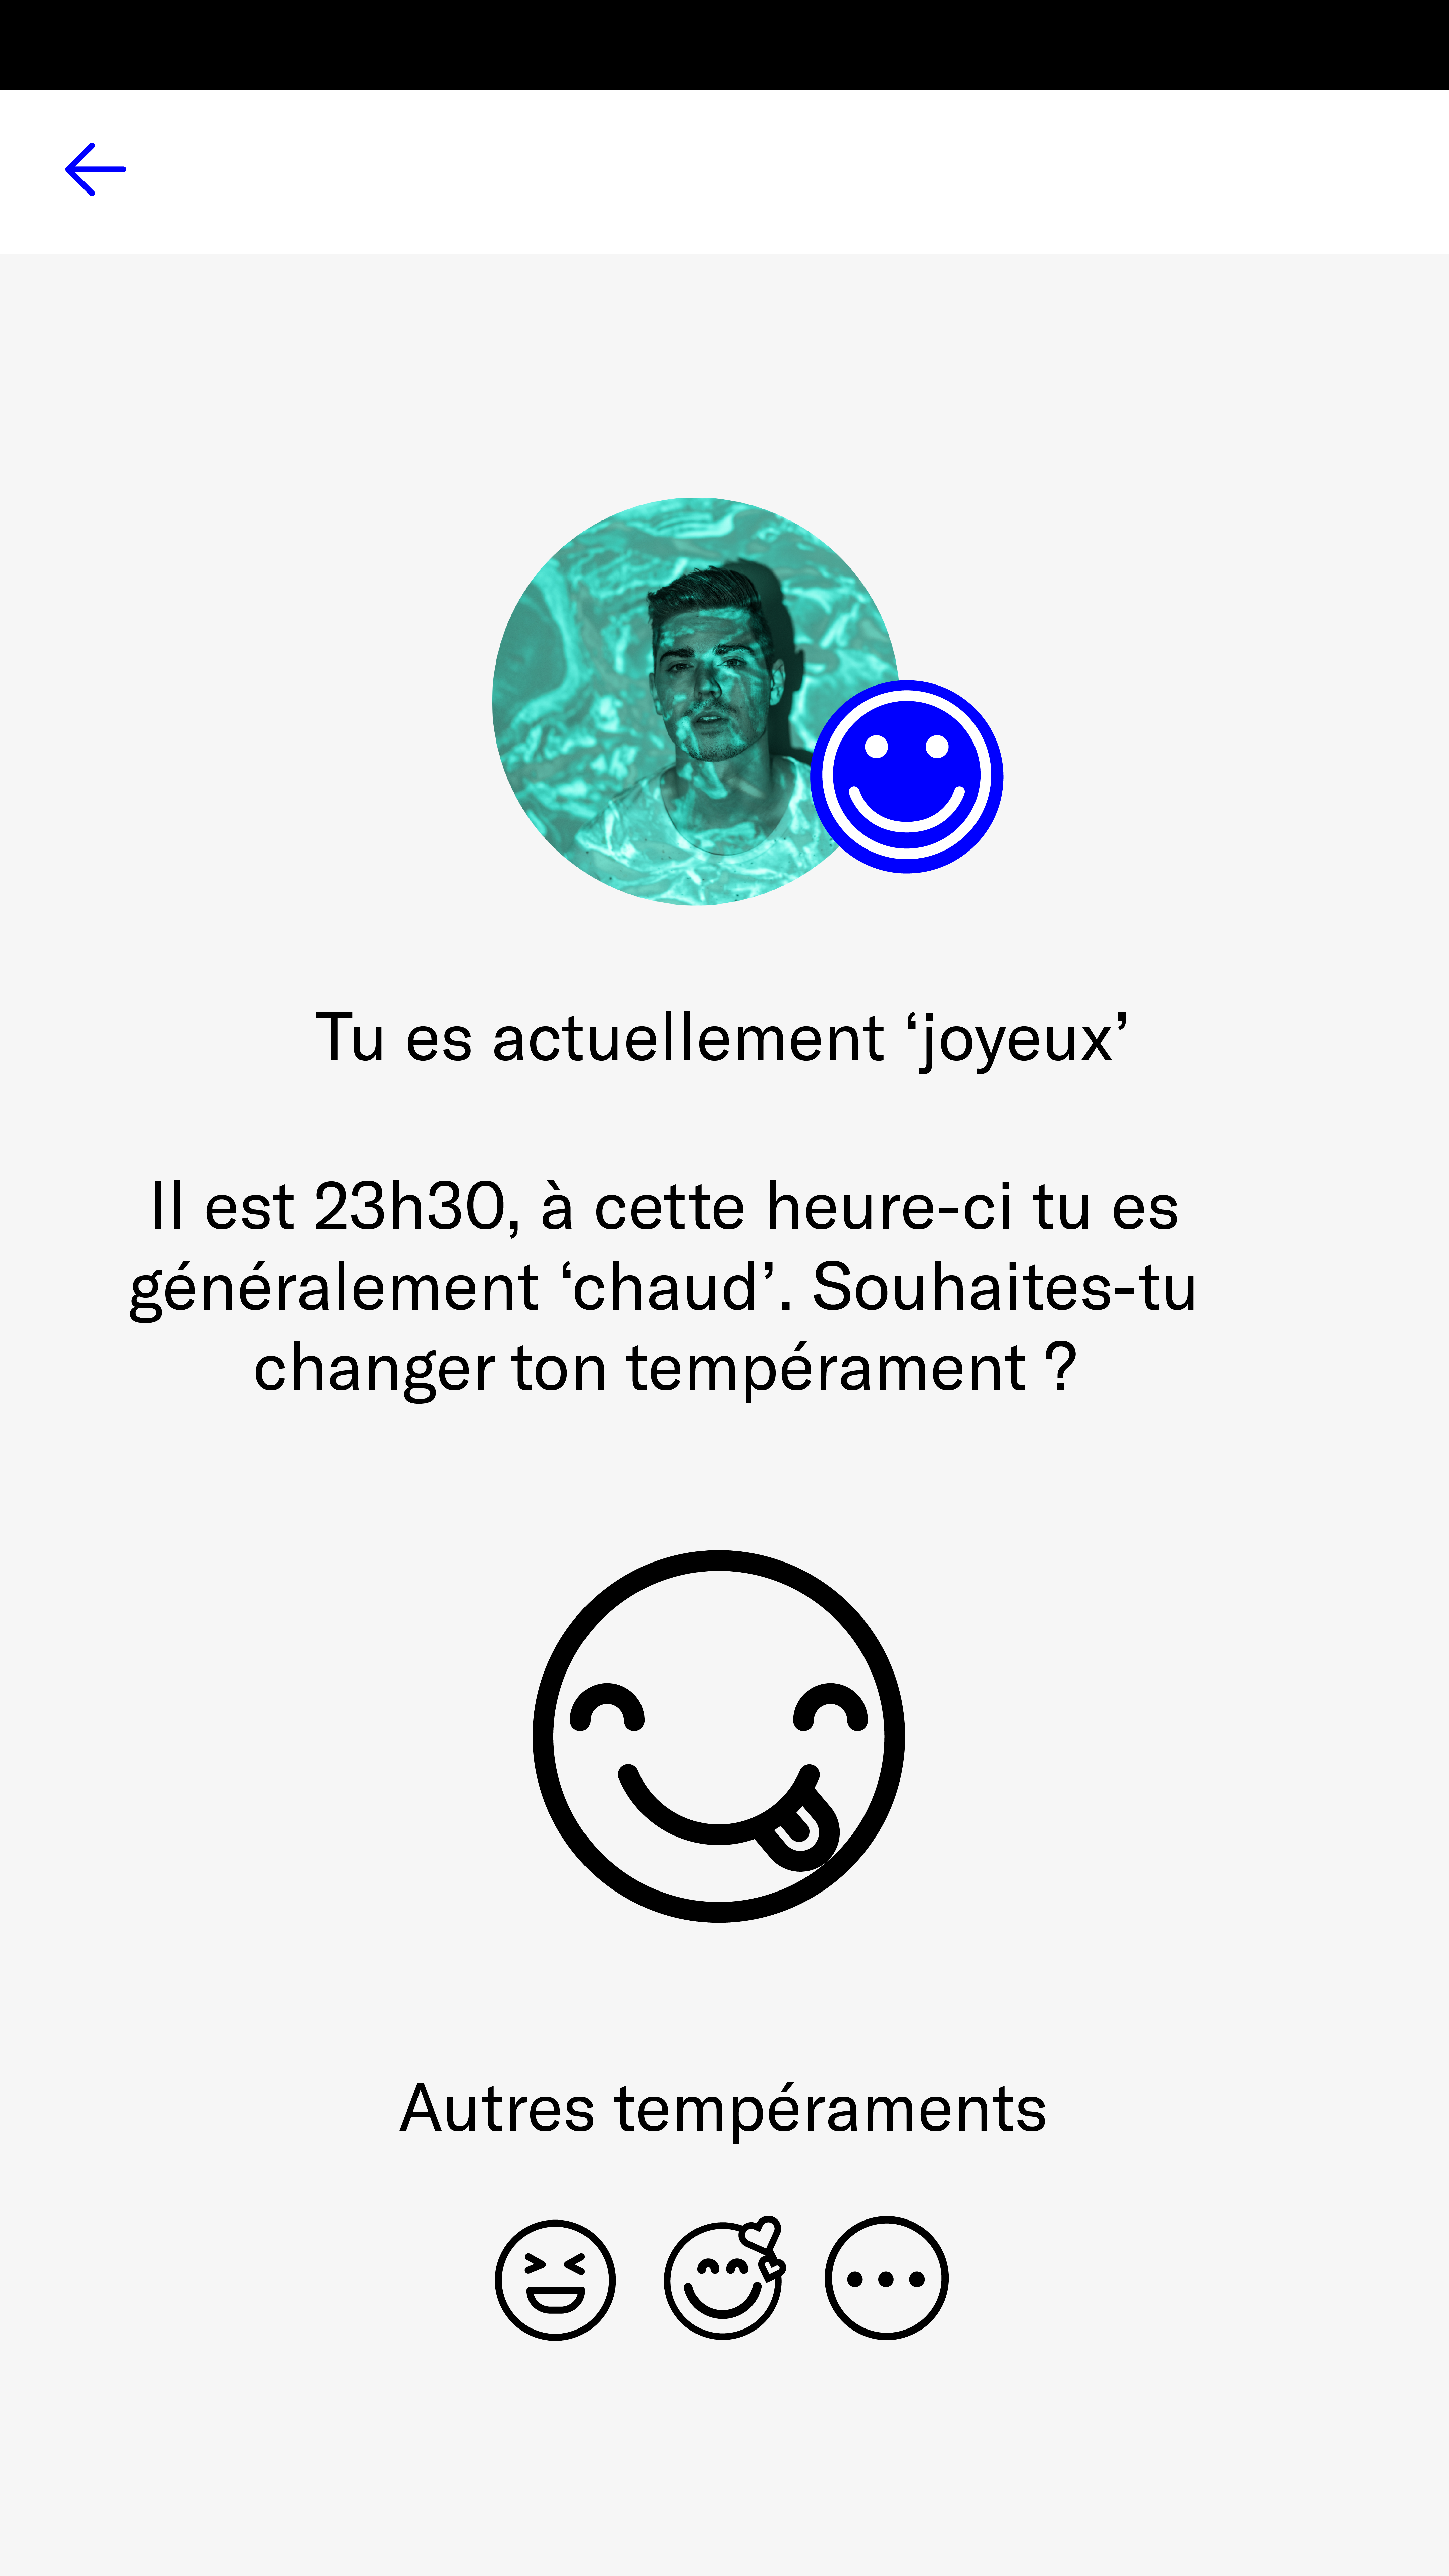 Tu es actuellement ‘joyeux’
Il est 23h30, à cette heure-ci tu es
généralement ‘chaud’. Souhaites-tu
changer ton tempérament ?
Autres tempéraments